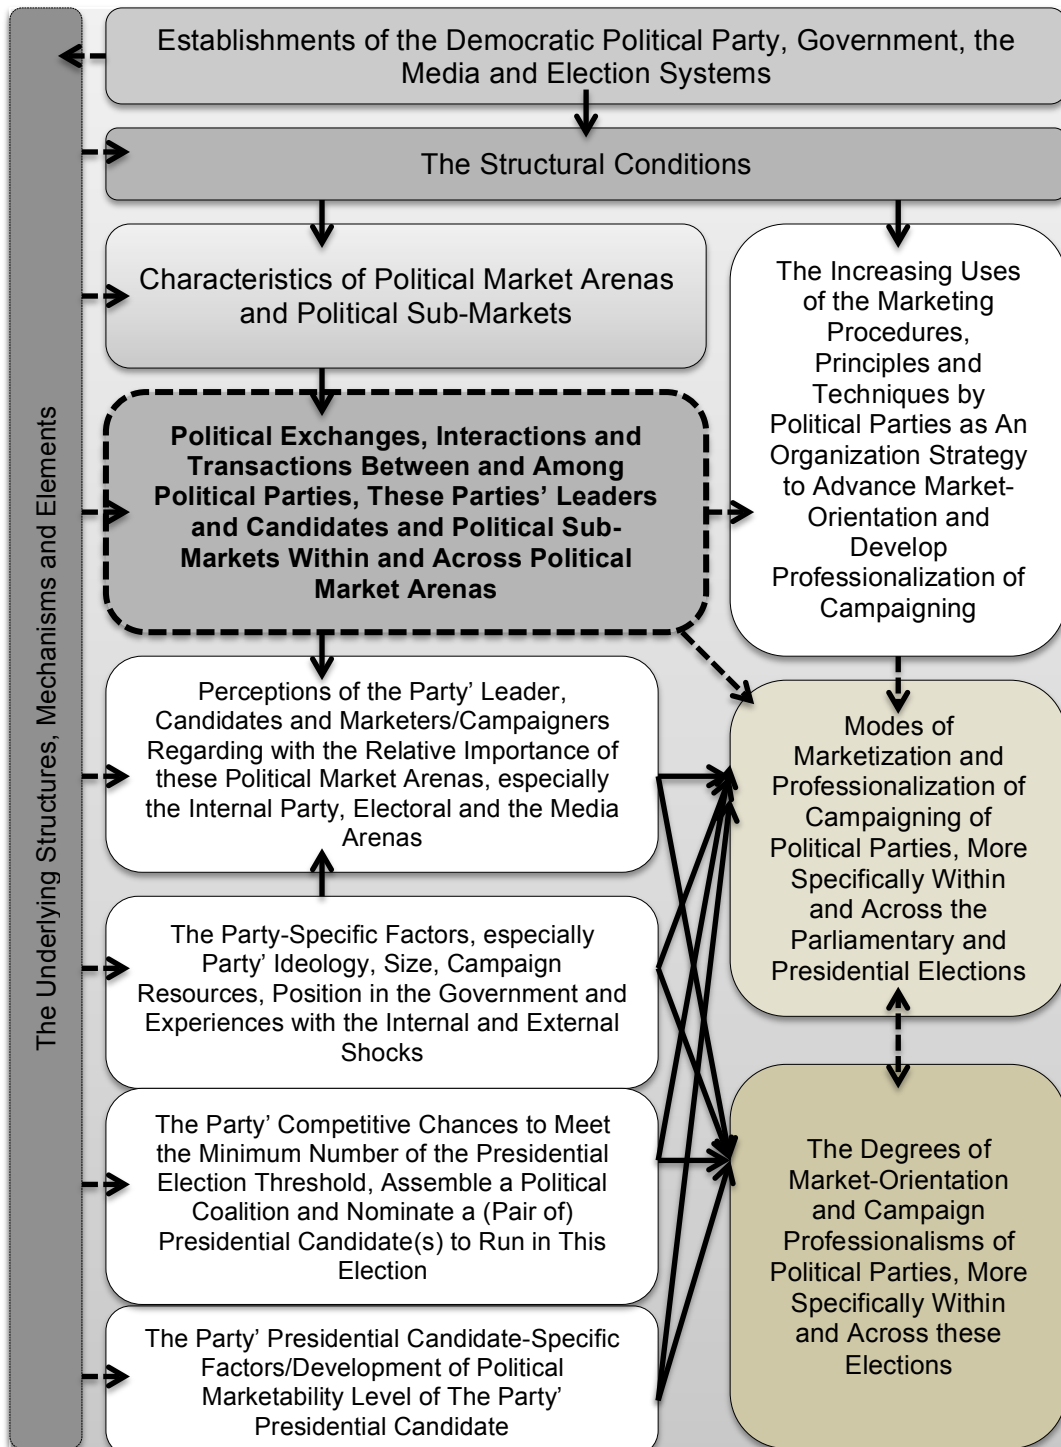 Establishments of the Democratic Political Party, Government, the
Media and Election Systems
The Structural Conditions
Characteristics of Political Market Arenas
and Political Sub-Markets
The Increasing Uses
of the Marketing
Procedures,
Principles and
Techniques by
Political Parties as An
Organization Strategy
to Advance Market-
Orientation and
Develop
Professionalization of
Campaigning
Political Exchanges, Interactions and
Transactions Between and Among
Political Parties, These Parties’ Leaders
and Candidates and Political Sub-
Markets Within and Across Political
Market Arenas
Perceptions of the Party’ Leader,
Candidates and Marketers/Campaigners
Regarding with the Relative Importance of
these Political Market Arenas, especially
the Internal Party, Electoral and the Media
Arenas
Modes of
Marketization and
Professionalization of
Campaigning of
Political Parties, More
Specifically Within
and Across the
Parliamentary and
Presidential Elections
The Party-Specific Factors, especially
Party’ Ideology, Size, Campaign
Resources, Position in the Government and
Experiences with the Internal and External
Shocks
The Party’ Competitive Chances to Meet
the Minimum Number of the Presidential
Election Threshold, Assemble a Political
Coalition and Nominate a (Pair of)
Presidential Candidate(s) to Run in This
Election
The Degrees of
Market-Orientation
and Campaign
Professionalisms of
Political Parties, More
Specifically Within
and Across these
Elections
The Party’ Presidential Candidate-Specific
Factors/Development of Political
Marketability Level of The Party’
Presidential Candidate
The Underlying Structures, Mechanisms and Elements